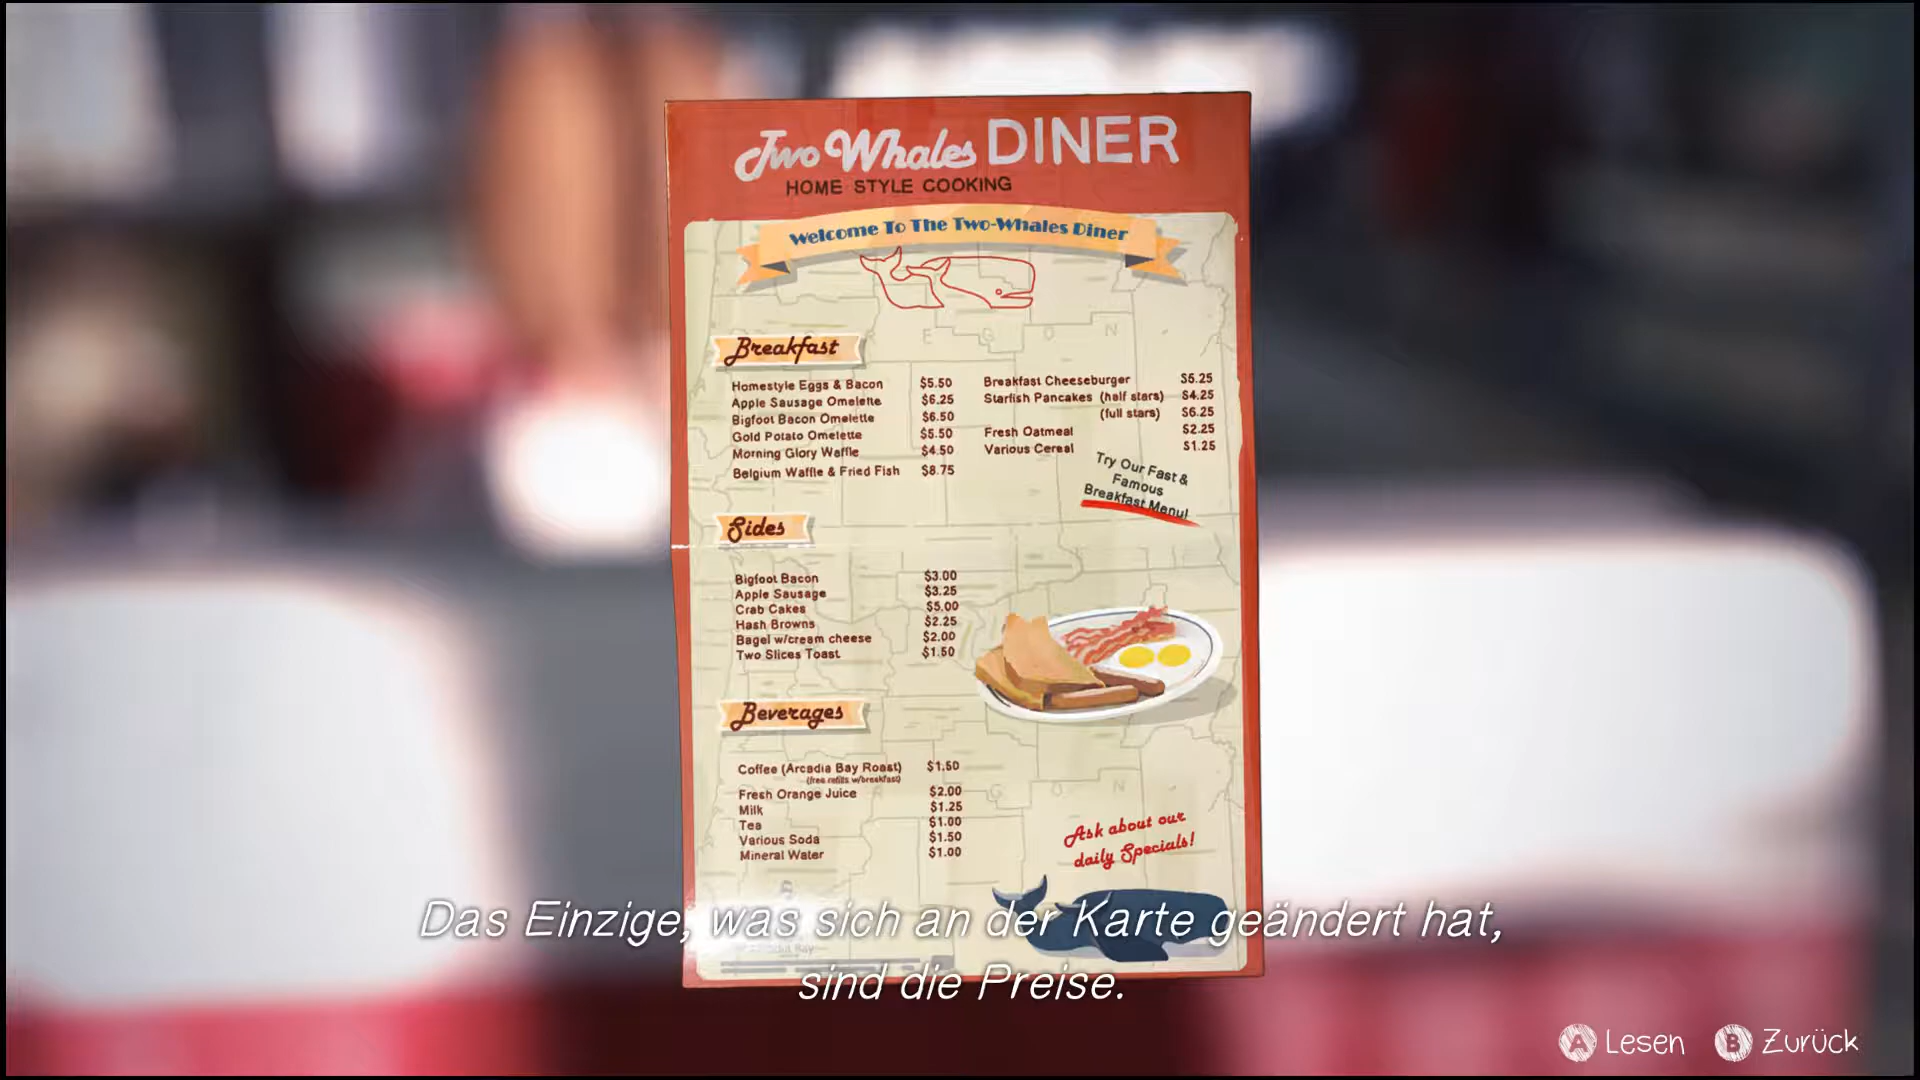 Two Whales DINER
HOME STYLE COOKING
Welcome To The Two-Whales Diner
E G O N
Breakfast
Homestyle Eggs & Bacon $5.50
Apple Sausage Omelette $6.25
Bigfoot Bacon Omelette $6.50
Gold Potato Omelette $5.50
Morning Glory Waffle $4.50
Belgium Waffle & Fried Fish $8.75
Breakfast Cheeseburger
Starfish Pancakes (half stars) $4.25
(full stars) $6.25
Fresh Oatmeal $2.25
Various Cereal $1.25
Try Our Fast &
Famous
Breakfast Menu!
Sides
Bigfoot Bacon $3.00
Apple Sausage $3.25
Crab Cakes $5.00
Hash Browns $2.25
Bagel w/cream cheese $2.00
Two Slices Toast $1.50
Beverages
Coffee (Arcadia Bay Roast) $1.50
(free refills w/breakfast)
Fresh Orange Juice $2.00
Milk $1.25
Tea $1.00
Various Soda $1.50
Mineral Water $1.00
G O N
Ask about our
daily Specials!
Das Einzige, was sich an der Karte geändert hat,
sind die Preise.
A Lesen B Zurück